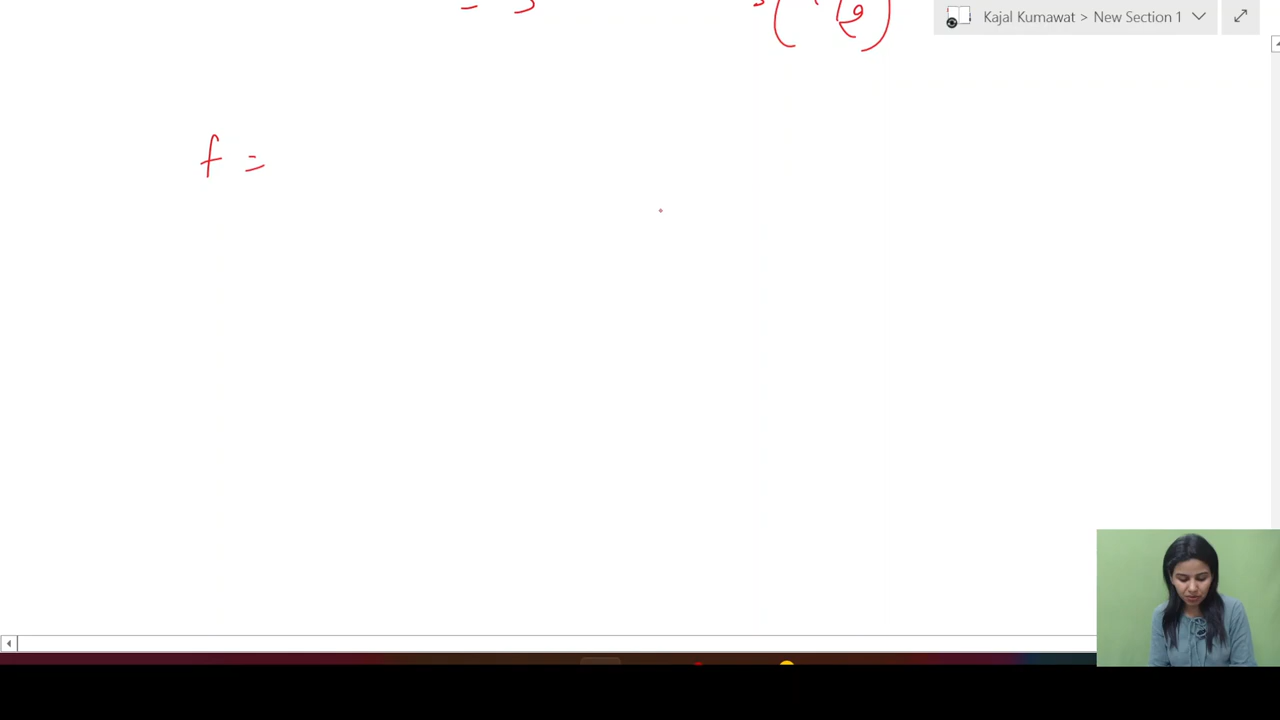 Kajal Kumawat > New Section 1
f =